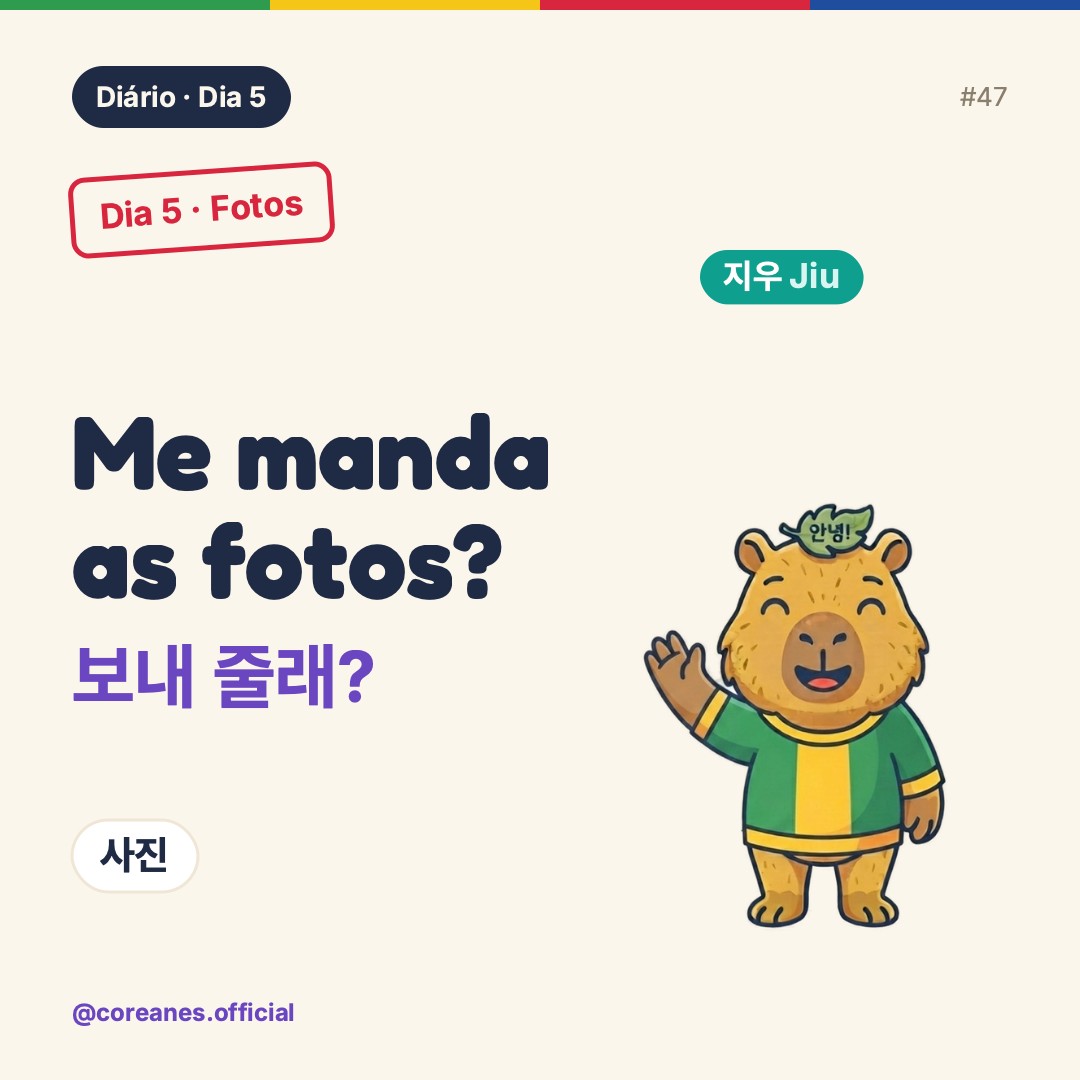 Diário · Dia 5
#47
Dia 5 · Fotos
지우 Jiu
Me manda
as fotos?
보내 줄래?
안녕!
사진
@coreanes.official